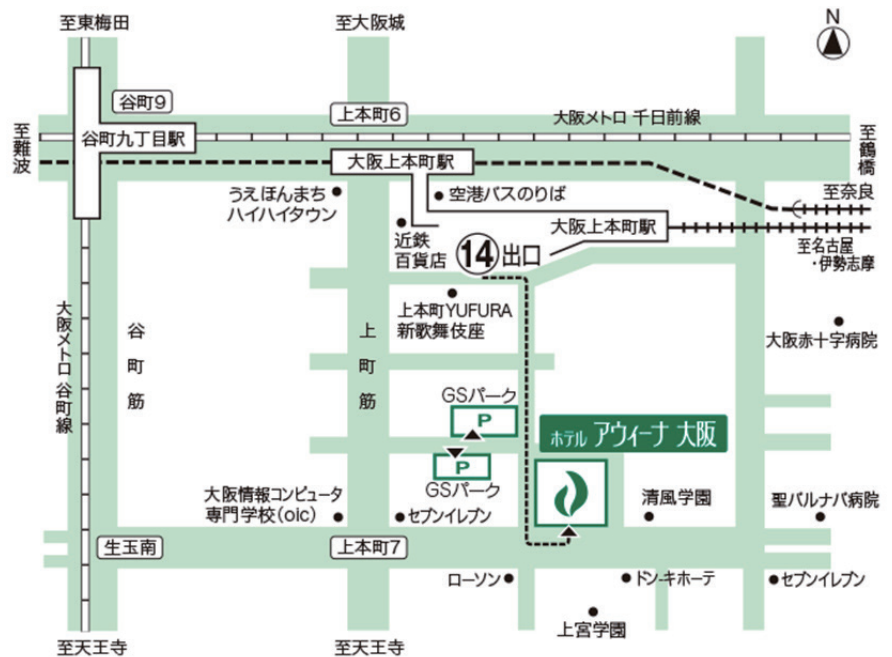 至東梅田
至大阪城
N
谷町9
上本町6
大阪メトロ 千日前線
至難波
谷町九丁目駅
至鶴橋
大阪上本町駅
至奈良
うえほんまち
ハイハイタウン
空港バスのりば
大阪上本町駅
近鉄
百貨店
14出口
至名古屋
・伊勢志摩
上本町YUFURA
新歌舞伎座
大阪メトロ 谷町線
谷町筋
上町筋
大阪赤十字病院
GSパーク
P
ホテル アウィーナ 大阪
P
GSパーク
大阪情報コンピュータ
専門学校(oic)
セブンイレブン
清風学園
聖バルナバ病院
生玉南
上本町7
ローソン
ドン・キホーテ
セブンイレブン
上宮学園
至天王寺
至天王寺